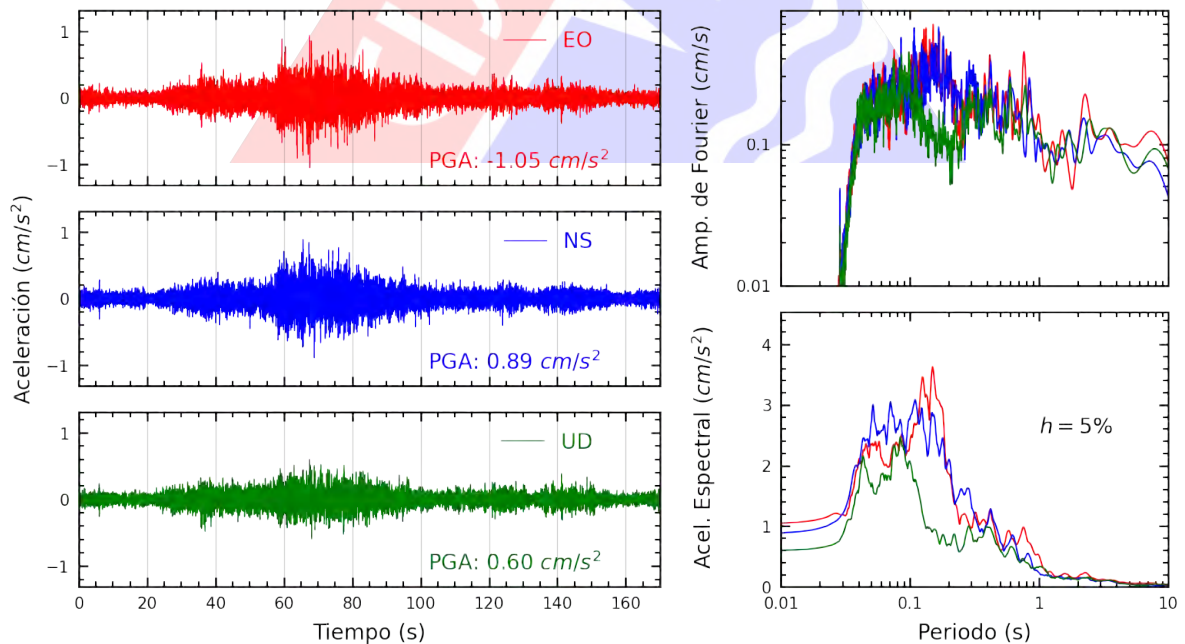 Aceleración (cm/s²)
1
0
−1
EO
PGA: -1.05 cm/s²
1
0
−1
NS
PGA: 0.89 cm/s²
1
0
−1
UD
PGA: 0.60 cm/s²
0 20 40 60 80 100 120 140 160
Tiempo (s)
Amp. de Fourier (cm/s)
0.1
0.01
Acel. Espectral (cm/s²)
4
3
2
1
0
h = 5%
0.01 0.1 1 10
Periodo (s)